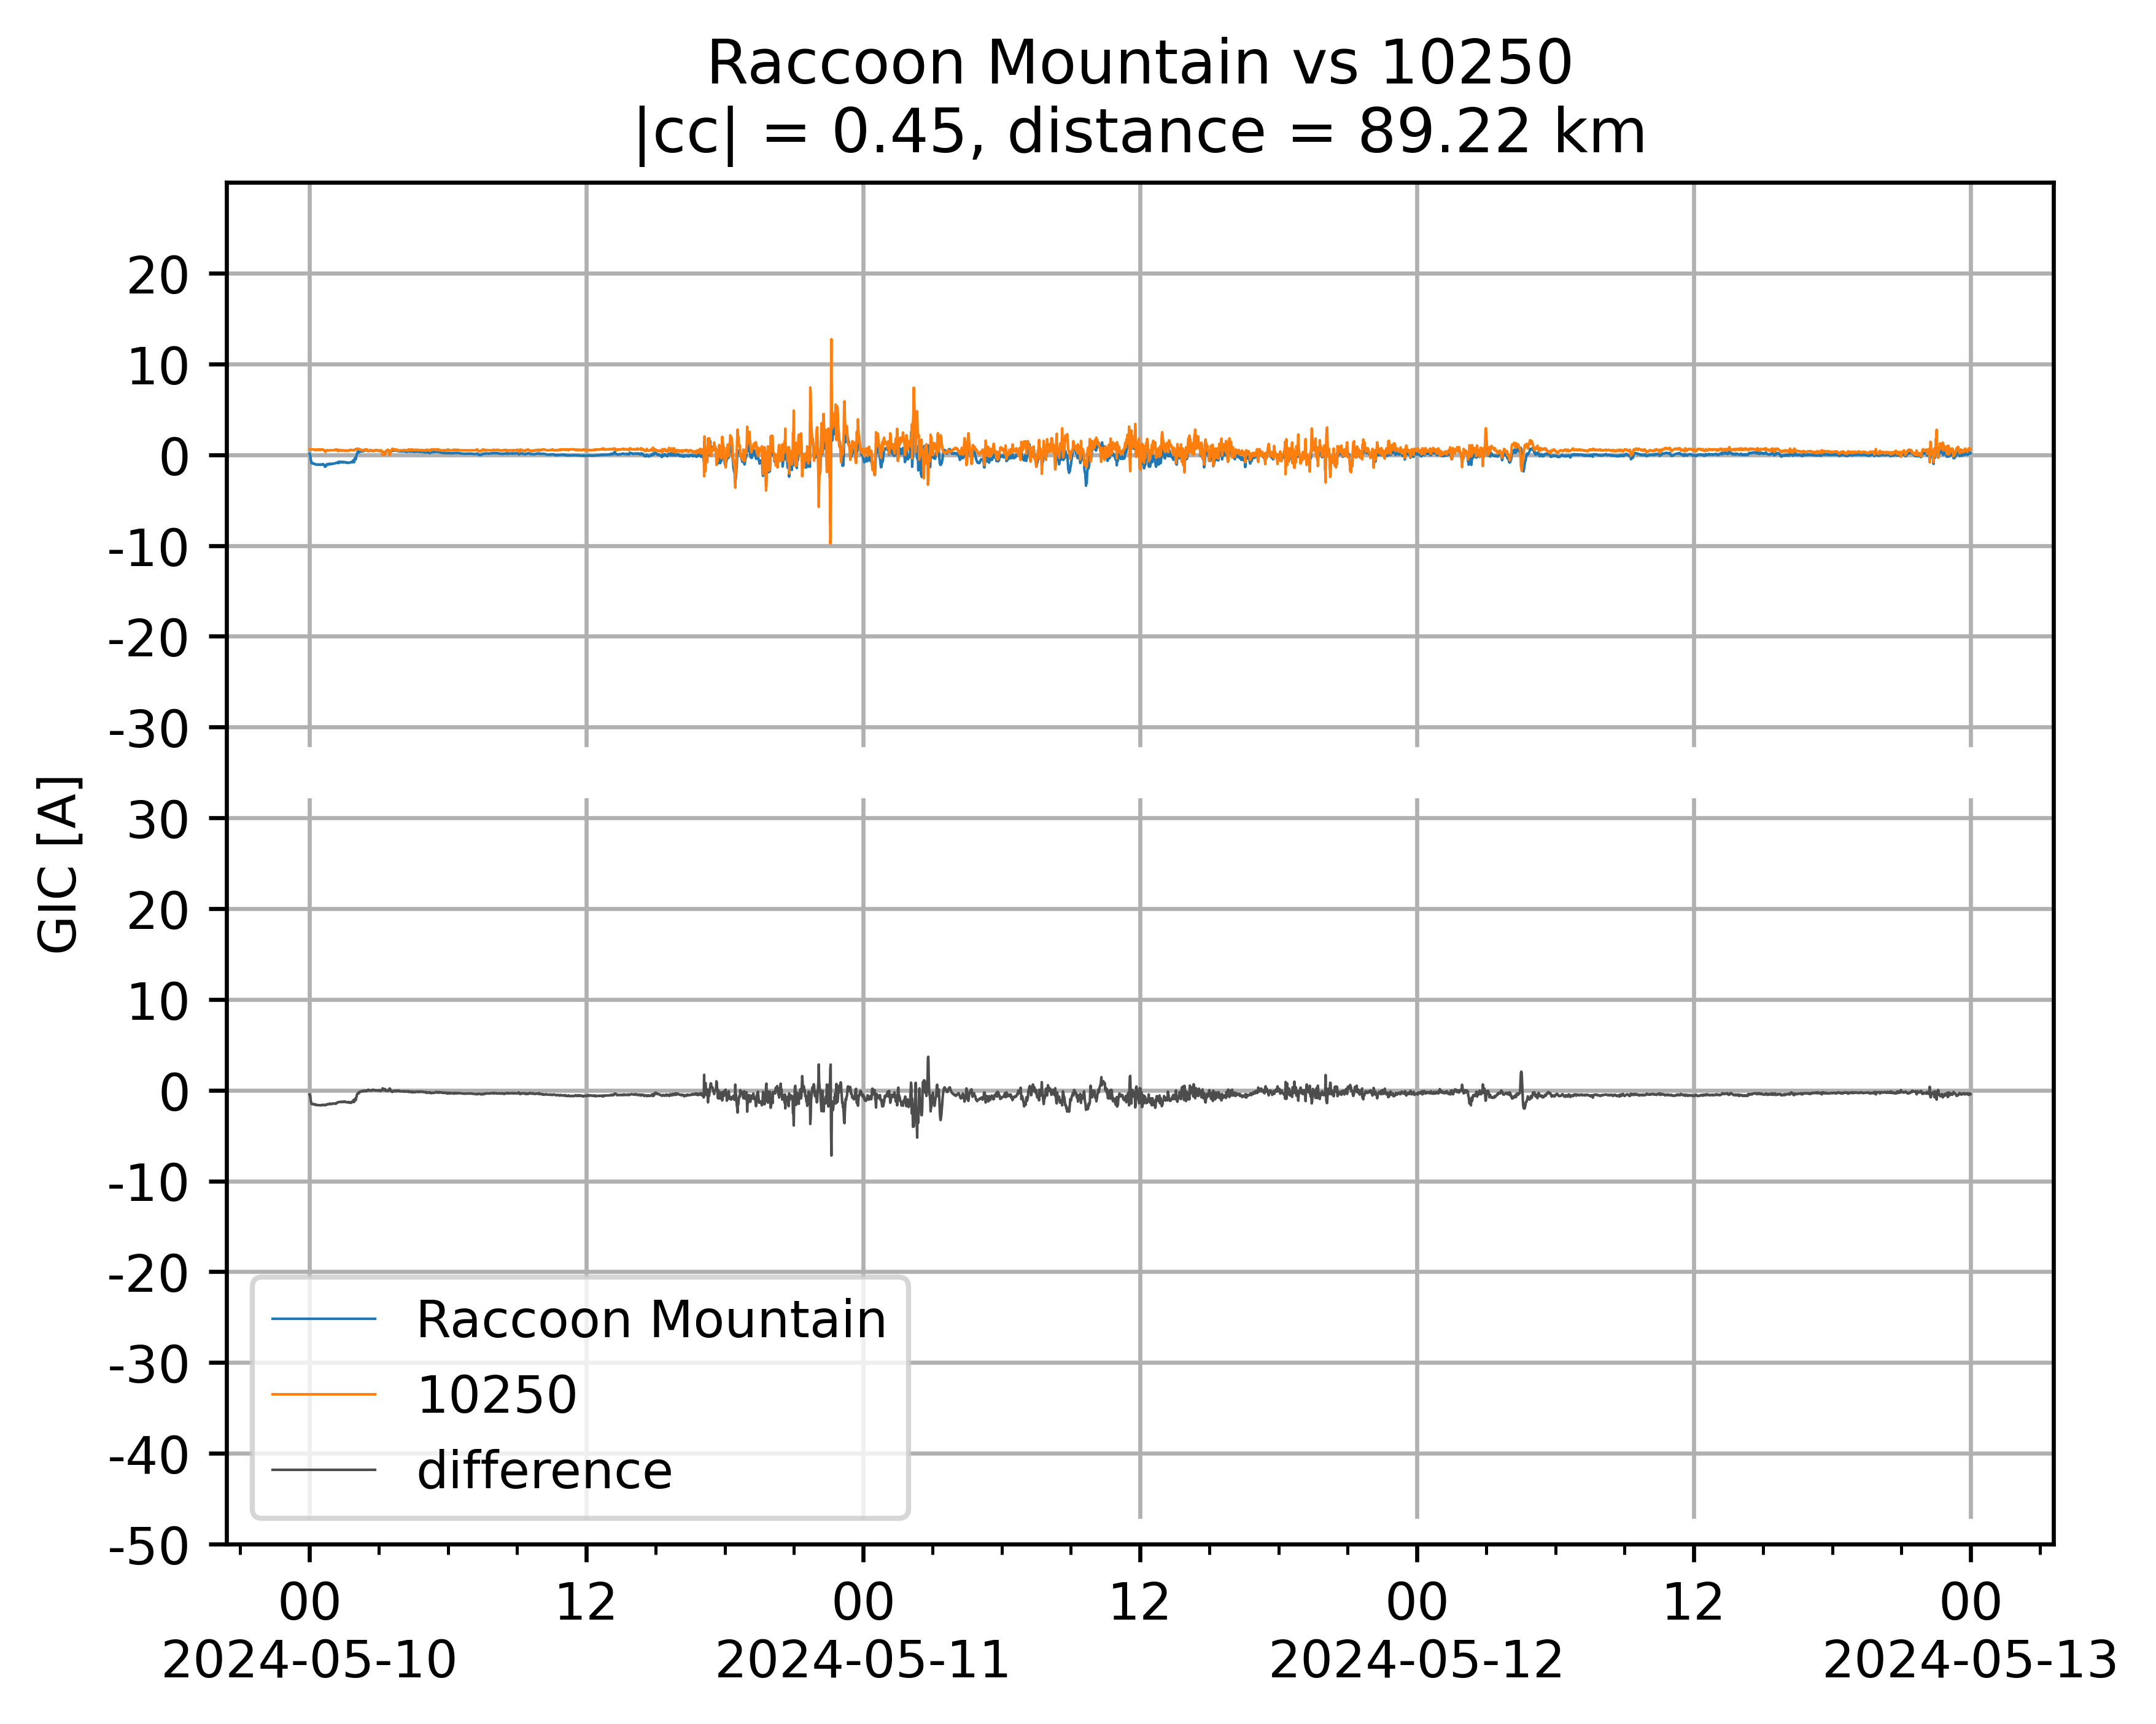 Raccoon Mountain vs 10250
|cc| = 0.45, distance = 89.22 km
GIC [A]
20
10
0
-10
-20
-30
30
20
10
0
-10
-20
-30
-40
-50
Raccoon Mountain
10250
difference
00 12 00 12 00 12 00
2024-05-10 2024-05-11 2024-05-12 2024-05-13